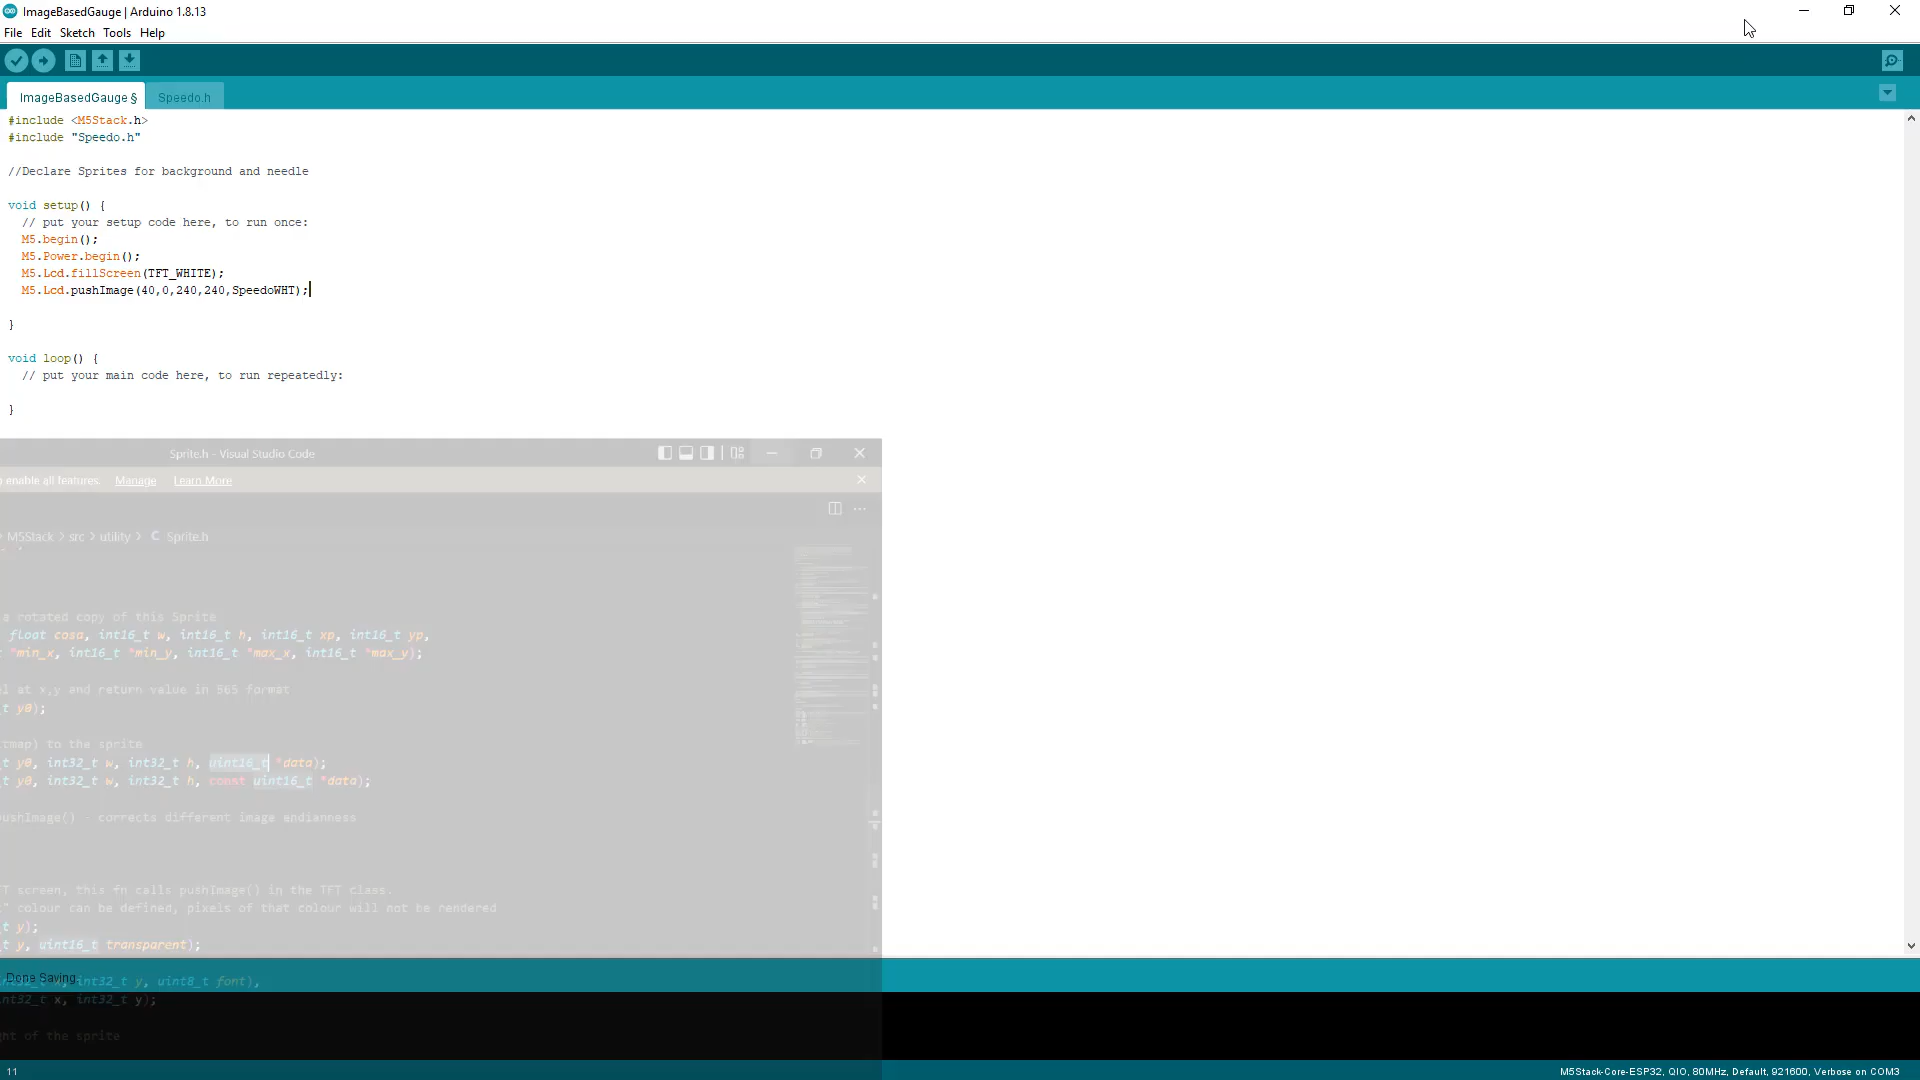 ImageBasedGauge | Arduino 1.8.13
File Edit Sketch Tools Help
ImageBasedGauge § Speedo.h
#include <M5Stack.h>
#include "Speedo.h"
//Declare Sprites for background and needle
void setup() {
// put your setup code here, to run once:
M5.begin();
M5.Power.begin();
M5.Lcd.fillScreen(TFT_WHITE);
M5.Lcd.pushImage(40,0,240,240,SpeedoWHT);
}
void loop() {
// put your main code here, to run repeatedly:
}
Sprite.h - Visual Studio Code
enable all features. Manage Learn More
M5Stack > src > utility > C Sprite.h
a rotated copy of this Sprite
float cosa, int16_t w, int16_t h, int16_t xp, int16_t yp,
*min_x, int16_t *min_y, int16_t *max_x, int16_t *max_y);
at x,y and return value in 565 format
y0);
to the sprite
y0, int32_t w, int32_t h, uint16_t *data);
y0, int32_t w, int32_t h, const uint16_t *data);
pushImage() - corrects different image endianness
screen, this fn calls pushImage() in the TFT class.
colour can be defined, pixels of that colour will not be rendered
y);
y, uint16_t transparent);
Done Saving.
int32_t y, uint8_t font),
x, int32_t y);
of the sprite
11 M5Stack-Core-ESP32, QIO, 80MHz, Default, 921600, Verbose on COM3